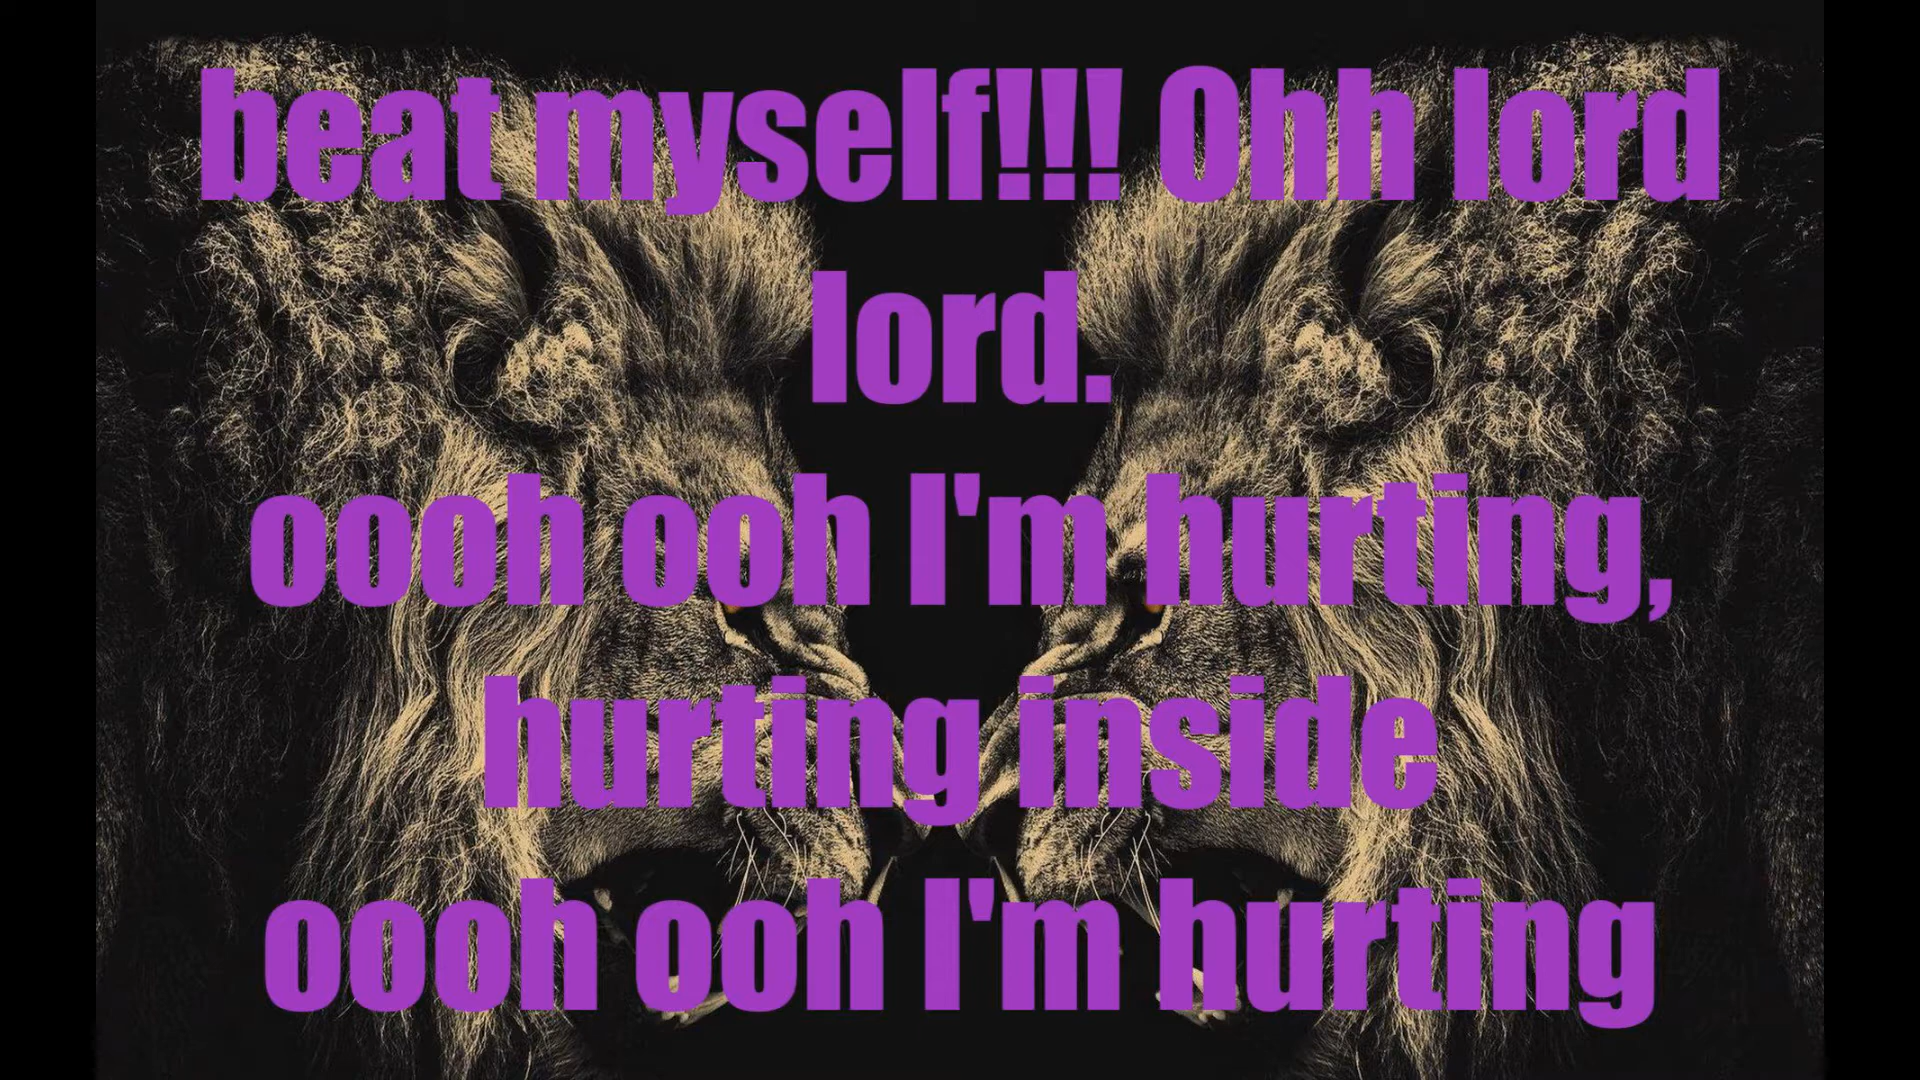 beat myself!!! Ohh lord
lord.
oooh ooh I'm hurting,
hurting inside
oooh ooh I'm hurting